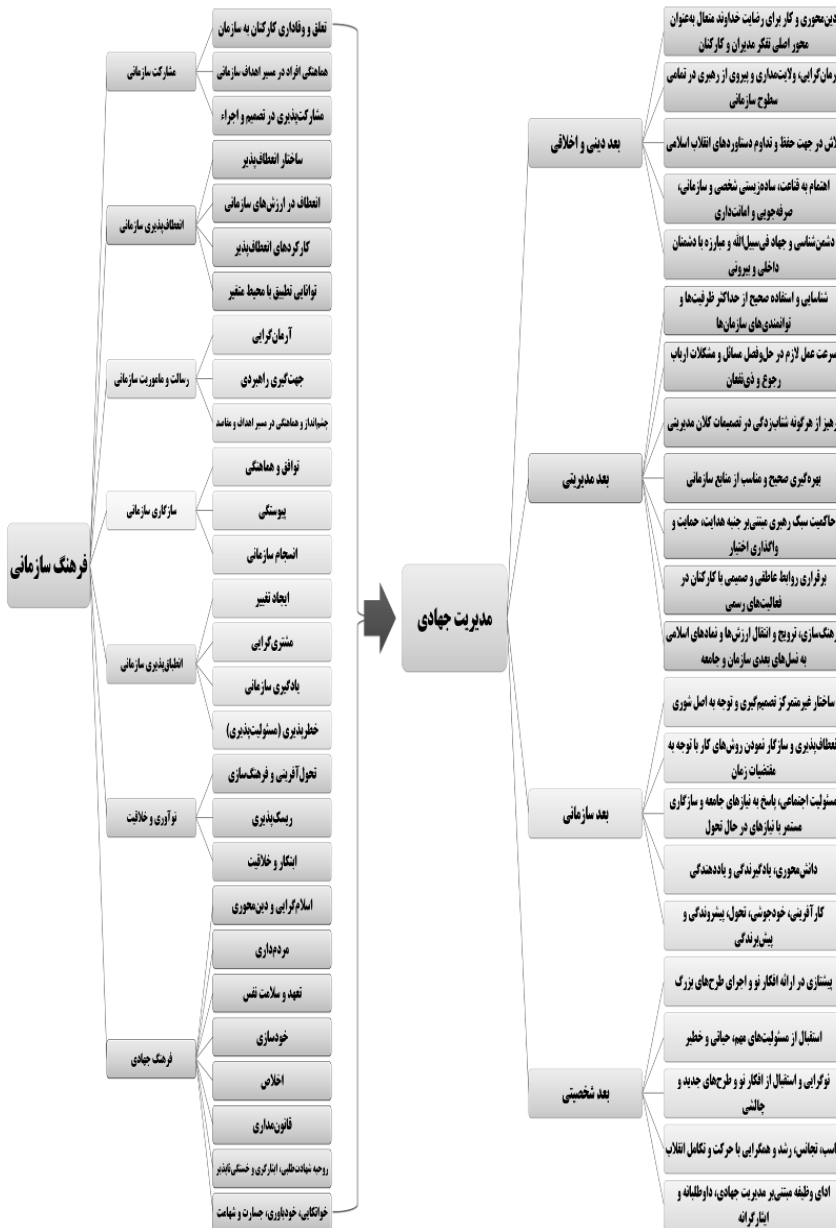 فرهنگ سازمانی
مشارکت سازمانی
تعلق و وفاداری کارکنان به سازمان
هماهنگی افراد در مسیر اهداف سازمانی
مشارکت‌پذیری در تصمیم و اجراء
انعطاف‌پذیری سازمانی
ساختار انعطاف‌پذیر
انعطاف در ارزش‌های سازمانی
کارکردهای انعطاف‌پذیر
توانایی تطبیق با محیط متغیر
رسالت و ماموریت سازمانی
آرمان‌گرایی
جهت‌گیری راهبردی
چشم‌انداز و هماهنگی در مسیر اهداف و مقاصد
سازگاری سازمانی
توافق و هماهنگی
پیوستگی
انسجام سازمانی
انطباق‌پذیری سازمانی
ایجاد تغییر
مشتری‌گرایی
یادگیری سازمانی
خطرپذیری (مسئولیت‌پذیری)
نوآوری و خلاقیت
تحول‌آفرینی و فرهنگ‌سازی
ریسک‌پذیری
ابتکار و خلاقیت
فرهنگ جهادی
اسلام‌گرایی و دین‌محوری
مردم‌داری
تعهد و سلامت نفس
خودسازی
اخلاص
قانون‌مداری
روحیه شهادت‌طلبی، ایثارگری و خستگی‌ناپذیر
خوداتکایی، خودباوری، جسارت و شهامت
مدیریت جهادی
بعد دینی و اخلاقی
دین‌محوری و کار برای رضایت خداوند متعال به‌عنوان
محور اصلی تفکر مدیران و کارکنان
رمان‌گرایی، ولایت‌مداری و پیروی از رهبری در تمامی
سطوح سازمانی
لاش در جهت حفظ و تداوم دستاوردهای انقلاب اسلامی
اهتمام به قناعت، ساده‌زیستی شخصی و سازمانی،
صرفه‌جویی و امانت‌داری
دشمن‌شناسی و جهاد فی‌سبیل‌الله و مبارزه با دشمنان
داخلی و بیرونی
بعد مدیریتی
شناسایی و استفاده صحیح از حداکثر ظرفیت‌ها و
توانمندی‌های سازمان‌ها
سرعت عمل لازم در حل‌وفصل مسائل و مشکلات ارباب
رجوع و ذی‌نفعان
رهیز از هرگونه شتاب‌زدگی در تصمیمات کلان مدیریتی
بهره‌گیری صحیح و مناسب از منابع سازمانی
حاکمیت سبک رهبری مبتنی‌بر جنبه هدایت، حمایت و
واگذاری اختیار
برقراری روابط عاطفی و صمیمی با کارکنان در
فعالیت‌های رسمی
رهنگ‌سازی، ترویج و انتقال ارزش‌ها و نمادهای اسلامی
به نسل‌های بعدی سازمان و جامعه
بعد سازمانی
ساختار غیرمتمرکز تصمیم‌گیری و توجه به اصل شوری
نعطاف‌پذیری و سازگار نمودن روش‌های کار با توجه به
مقتضیات زمان
مسئولیت اجتماعی، پاسخ به نیازهای جامعه و سازگاری
مستمر با نیازهای در حال تحول
دانش‌محوری، یادگیرندگی و یاددهندگی
کارآفرینی، خودجوشی، تحول، پیشروندگی و
پیش‌برندگی
بعد شخصیتی
پیشتازی در ارائه افکار نو و اجرای طرح‌های بزرگ
استقبال از مسئولیت‌های مهم، حیاتی و خطیر
نوگرایی و استقبال از افکار نو و طرح‌های جدید و
چالشی
اسب، تجانس، رشد و همگرایی با حرکت و تکامل انقلاب
ادای وظیفه مبتنی‌بر مدیریت جهادی، داوطلبانه و
ایثارگرانه